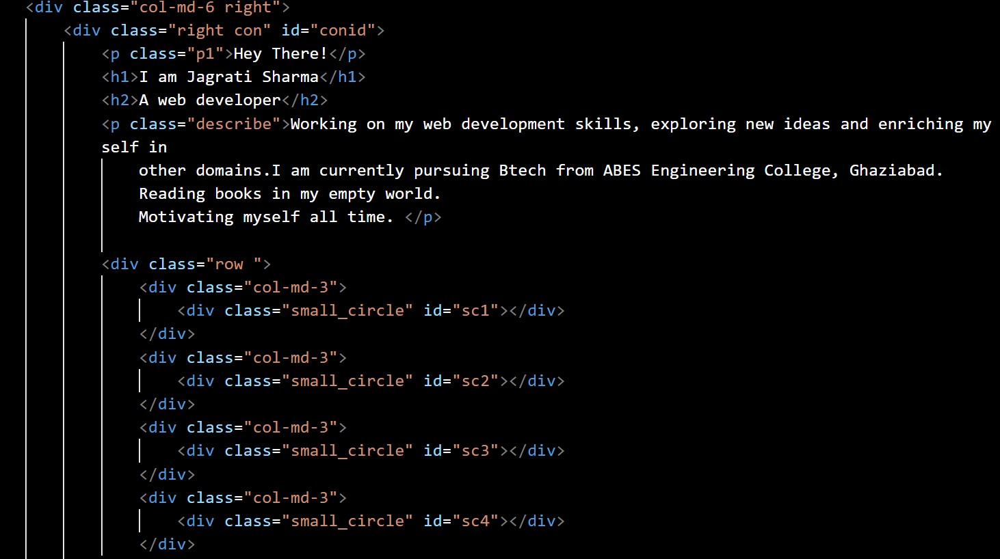 <div class="col-md-6 right">
<div class="right con" id="conid">
<p class="p1">Hey There!</p>
<h1>I am Jagrati Sharma</h1>
<h2>A web developer</h2>
<p class="describe">Working on my web development skills, exploring new ideas and enriching my
self in
other domains.I am currently pursuing Btech from ABES Engineering College, Ghaziabad.
Reading books in my empty world.
Motivating myself all time. </p>
<div class="row ">
<div class="col-md-3">
<div class="small_circle" id="sc1"></div>
</div>
<div class="col-md-3">
<div class="small_circle" id="sc2"></div>
</div>
<div class="col-md-3">
<div class="small_circle" id="sc3"></div>
</div>
<div class="col-md-3">
<div class="small_circle" id="sc4"></div>
</div>